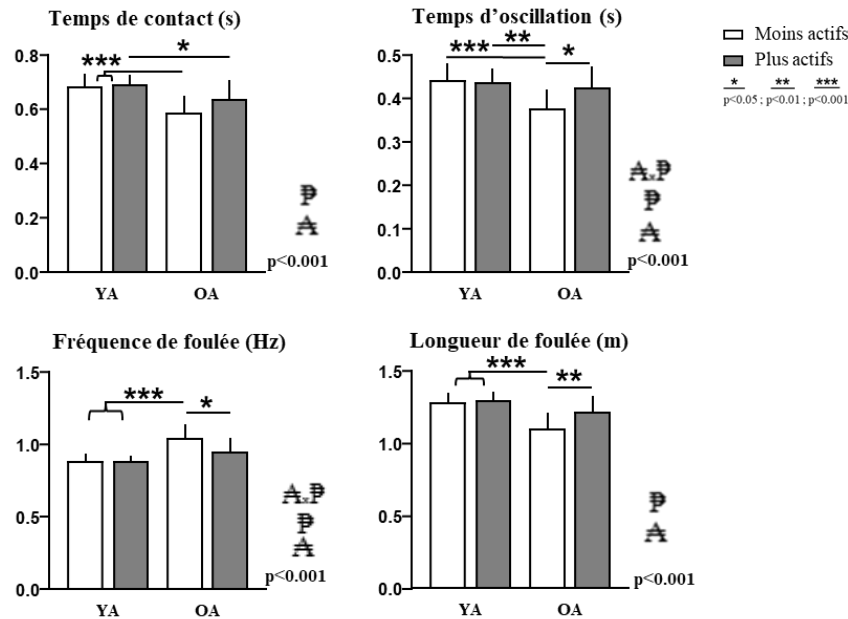 Temps de contact (s)
0.8
0.6
0.4
0.2
0.0
***
*
YA
OA
P
A
p<0.001
Temps d’oscillation (s)
0.5
0.4
0.3
0.2
0.1
0.0
**
***
*
YA
OA
A×P
P
A
p<0.001
Moins actifs
Plus actifs
* ** ***
p<0.05 ; p<0.01 ; p<0.001
Fréquence de foulée (Hz)
1.5
1.0
0.5
0.0
***
*
YA
OA
A×P
P
A
p<0.001
Longueur de foulée (m)
1.5
1.0
0.5
0.0
***
**
YA
OA
P
A
p<0.001